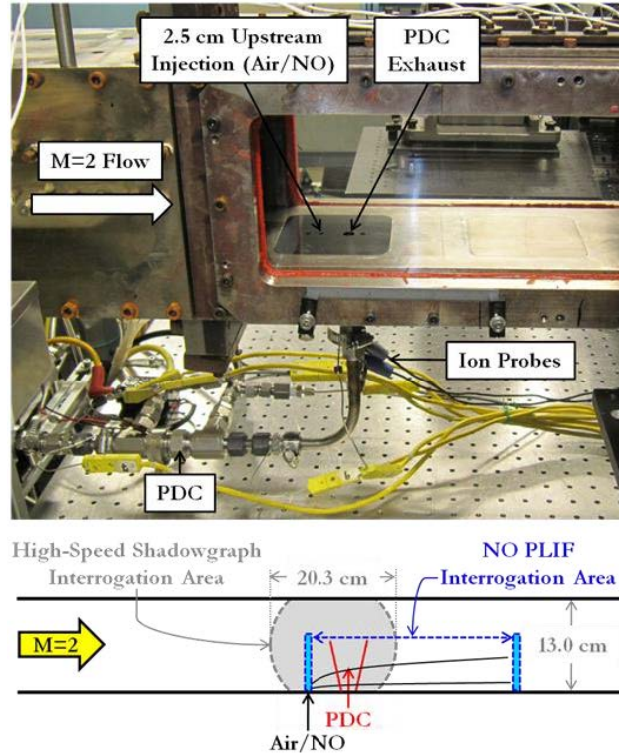 2.5 cm Upstream
Injection (Air/NO)
PDC
Exhaust
M=2 Flow
Ion Probes
PDC
High-Speed Shadowgraph
Interrogation Area
20.3 cm
NO PLIF
Interrogation Area
M=2
13.0 cm
PDC
Air/NO